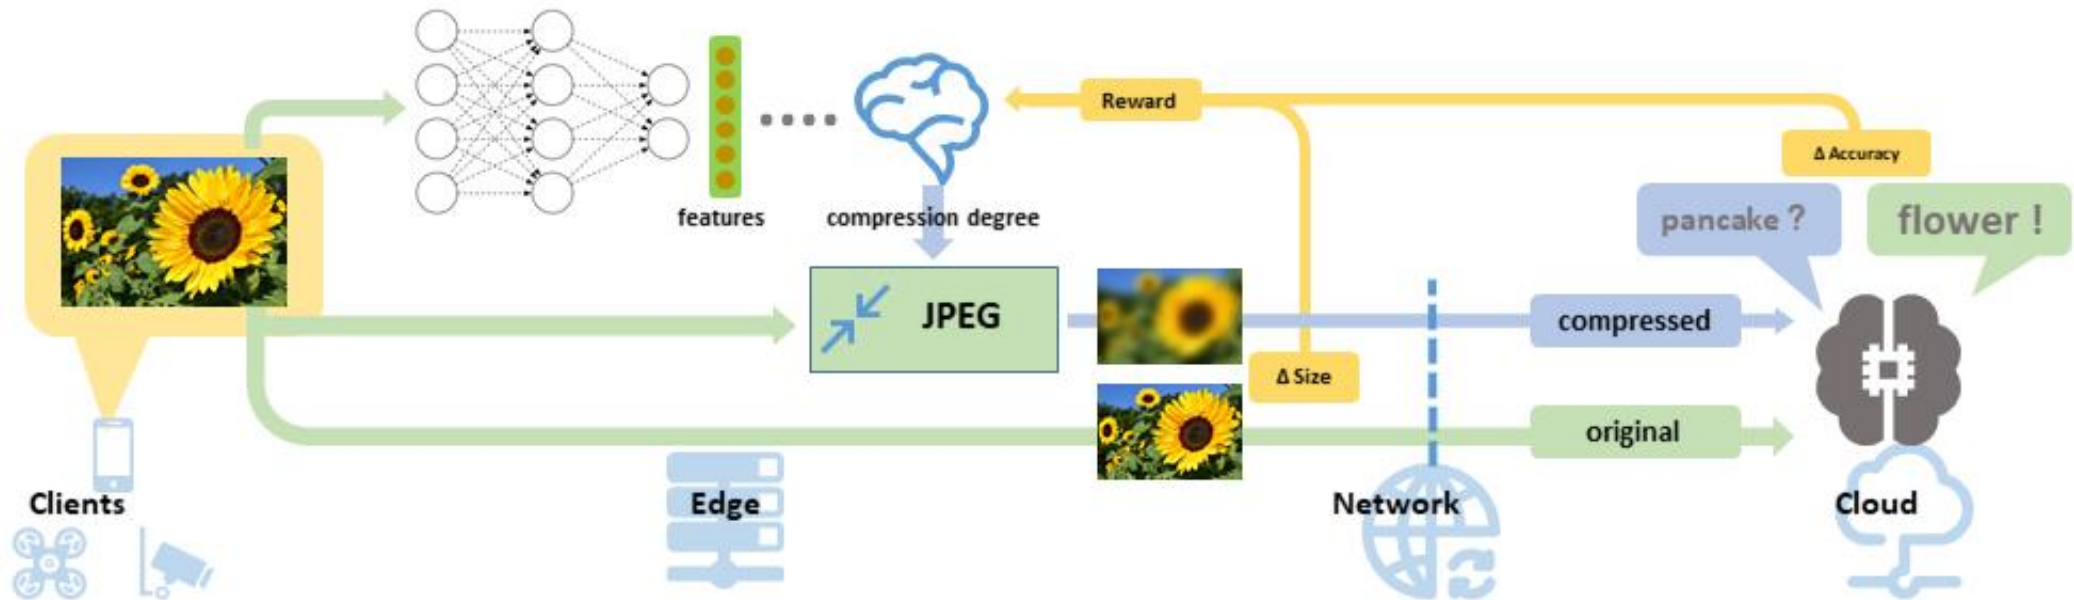 Reward
Δ Accuracy
pancake ?
flower !
features
compression degree
JPEG
compressed
Δ Size
original
Clients
Edge
Network
Cloud